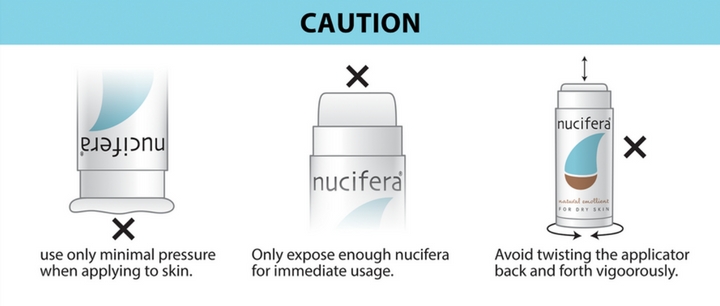 CAUTION
nucifera
nucifera®
nucifera®
natural emollient
FOR DRY SKIN
use only minimal pressure
when applying to skin.
Only expose enough nucifera
for immediate usage.
Avoid twisting the applicator
back and forth vigoorously.